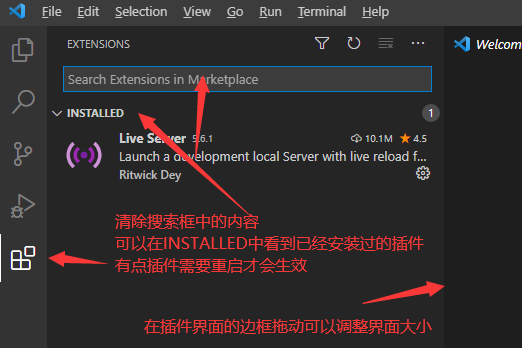 File Edit Selection View Go Run Terminal Help
EXTENSIONS
Welcome
Search Extensions in Marketplace
INSTALLED
1
Live Server 5.6.1 10.1M 4.5
Launch a development local Server with live reload f...
Ritwick Dey
清除搜索框中的内容
可以在INSTALLED中看到已经安装过的插件
有点插件需要重启才会生效
在插件界面的边框拖动可以调整界面大小